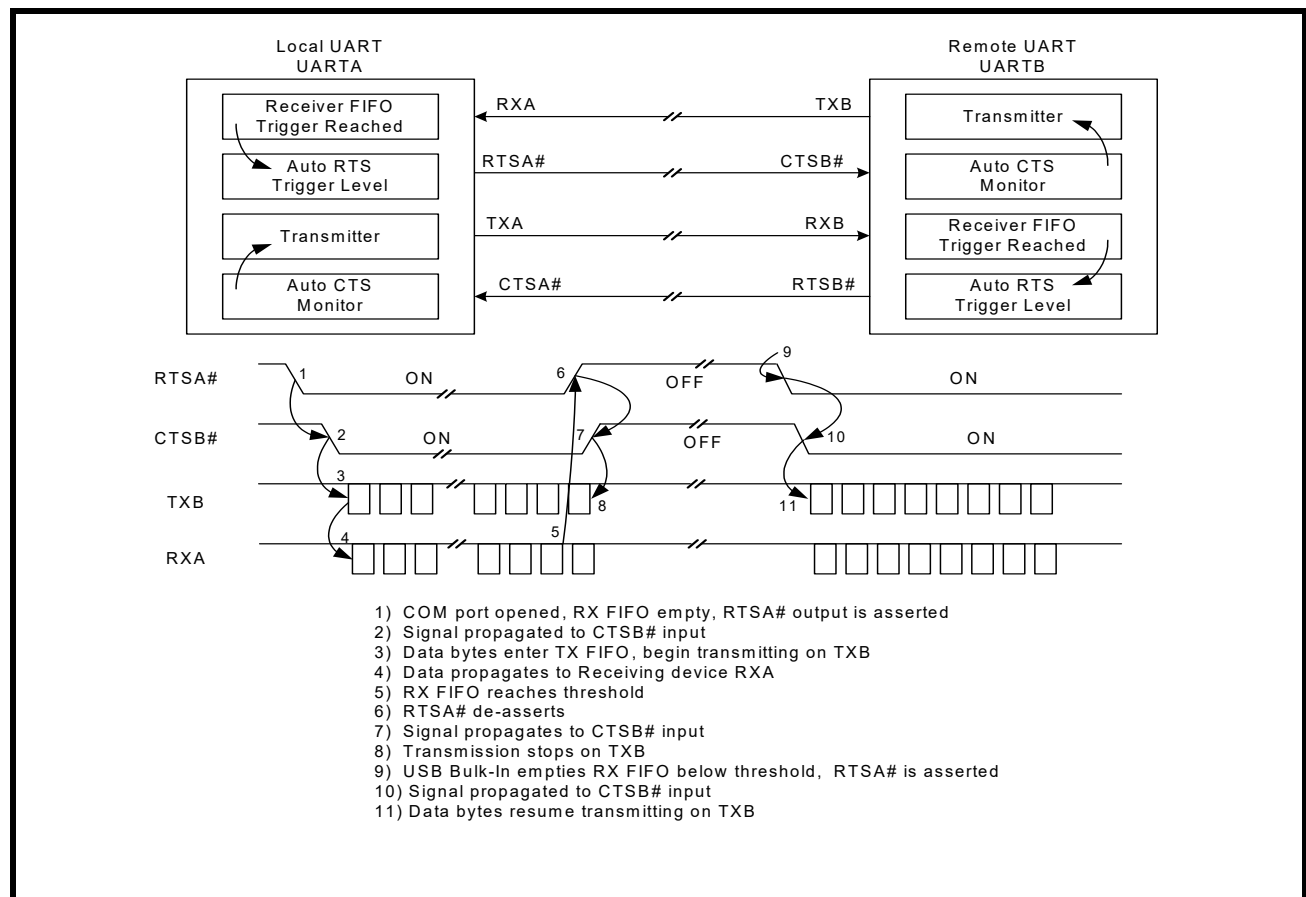 Local UART
UARTA
Remote UART
UARTB
Receiver FIFO
Trigger Reached
Auto RTS
Trigger Level
Transmitter
Auto CTS
Monitor
RXA
TXB
RTSA#
CTSB#
TXA
RXB
CTSA#
RTSB#
Transmitter
Auto CTS
Monitor
Receiver FIFO
Trigger Reached
Auto RTS
Trigger Level
RTSA#
1
ON
6
OFF
9
ON
CTSB#
2
ON
7
OFF
10
ON
TXB
3
8
11
RXA
4
5
1) COM port opened, RX FIFO empty, RTSA# output is asserted
2) Signal propagated to CTSB# input
3) Data bytes enter TX FIFO, begin transmitting on TXB
4) Data propagates to Receiving device RXA
5) RX FIFO reaches threshold
6) RTSA# de-asserts
7) Signal propagates to CTSB# input
8) Transmission stops on TXB
9) USB Bulk-In empties RX FIFO below threshold, RTSA# is asserted
10) Signal propagated to CTSB# input
11) Data bytes resume transmitting on TXB